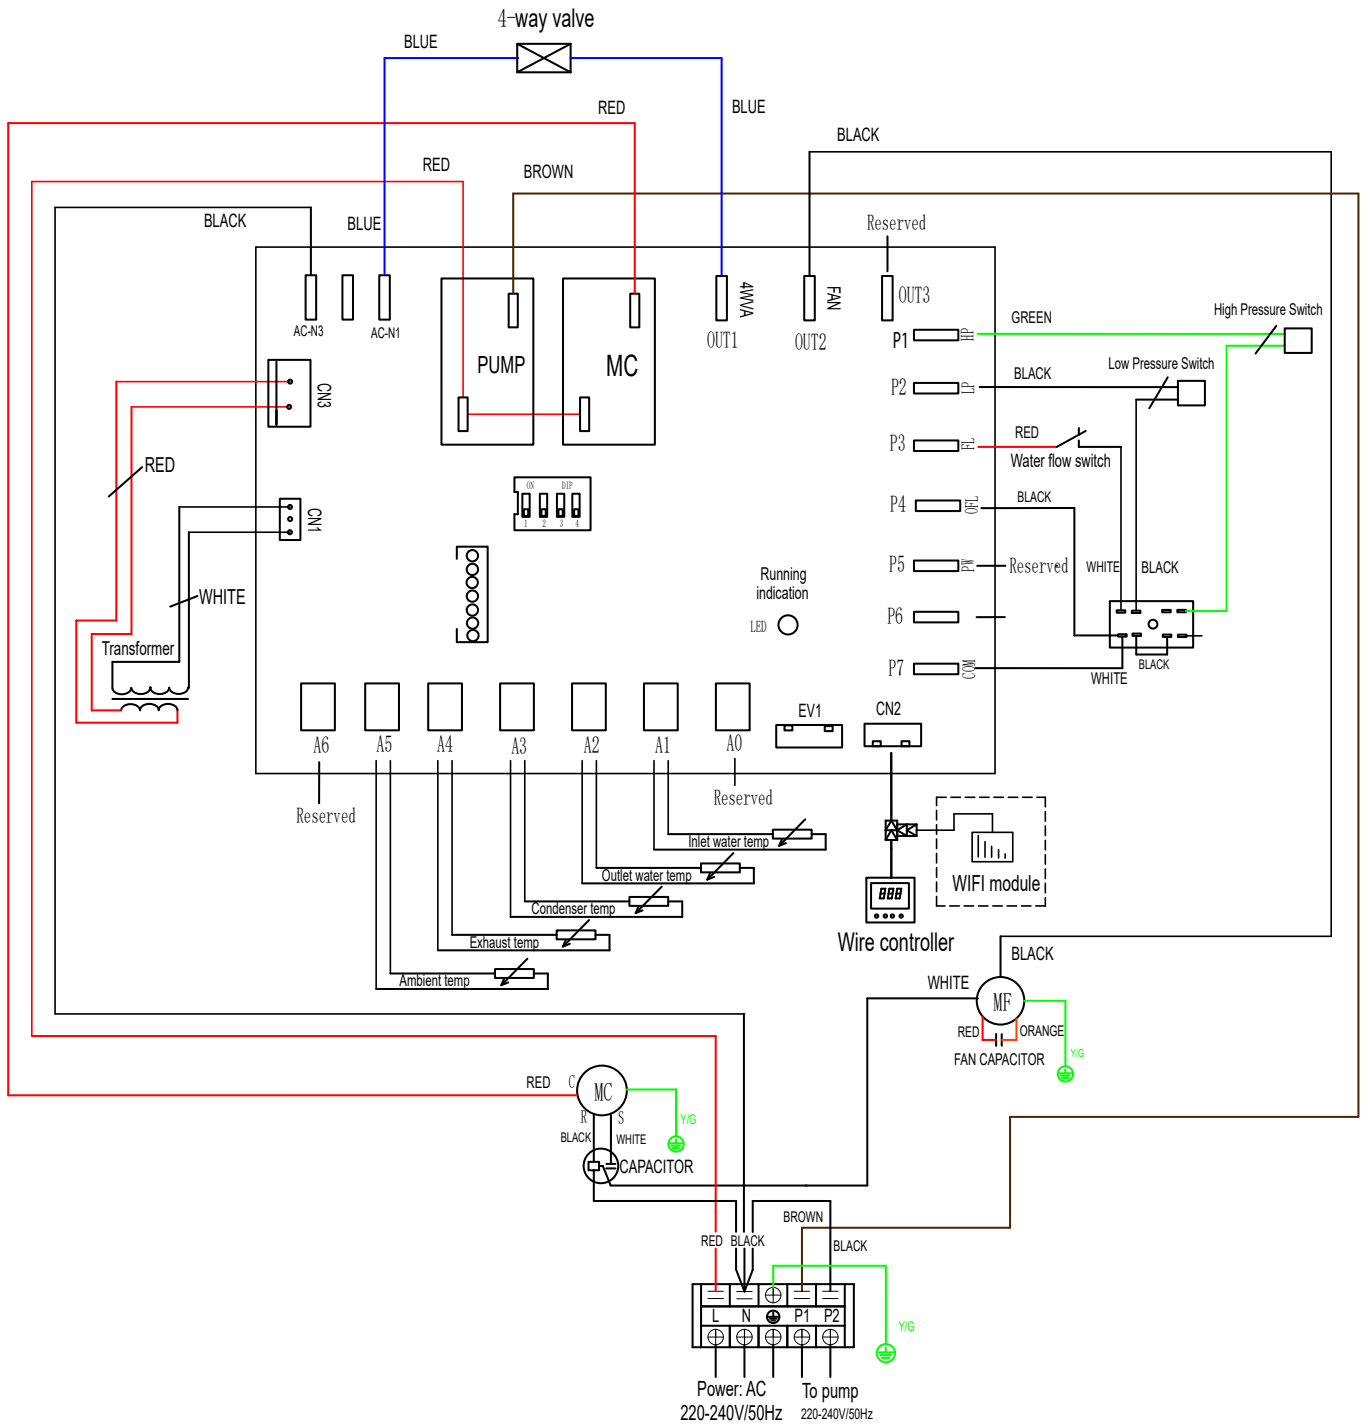 4-way valve
BLUE
BLUE
RED
BLACK
RED
BROWN
BLACK
BLUE
Reserved
AC-N3
AC-N1
PUMP
MC
4WVA
OUT1
FAN
OUT2
OUT3
P1
HP
GREEN
High Pressure Switch
P2
LP
BLACK
Low Pressure Switch
P3
FL
RED
Water flow switch
P4
OFL
BLACK
P5
PW
Reserved
WHITE
BLACK
P6
P7
COM
WHITE
BLACK
CN3
RED
CN1
WHITE
Transformer
ON
DIP
1 2 3 4
Running
indication
LED
EV1
CN2
A6
A5
A4
A3
A2
A1
A0
Reserved
Reserved
Inlet water temp
Outlet water temp
Condenser temp
Exhaust temp
Ambient temp
888
Wire controller
WIFI module
BLACK
WHITE
MF
RED
ORANGE
FAN CAPACITOR
Y/G
RED
C
MC
R
S
Y/G
BLACK
WHITE
CAPACITOR
BROWN
RED
BLACK
BLACK
L
N
P1
P2
Y/G
Power: AC
220-240V/50Hz
To pump
220-240V/50Hz